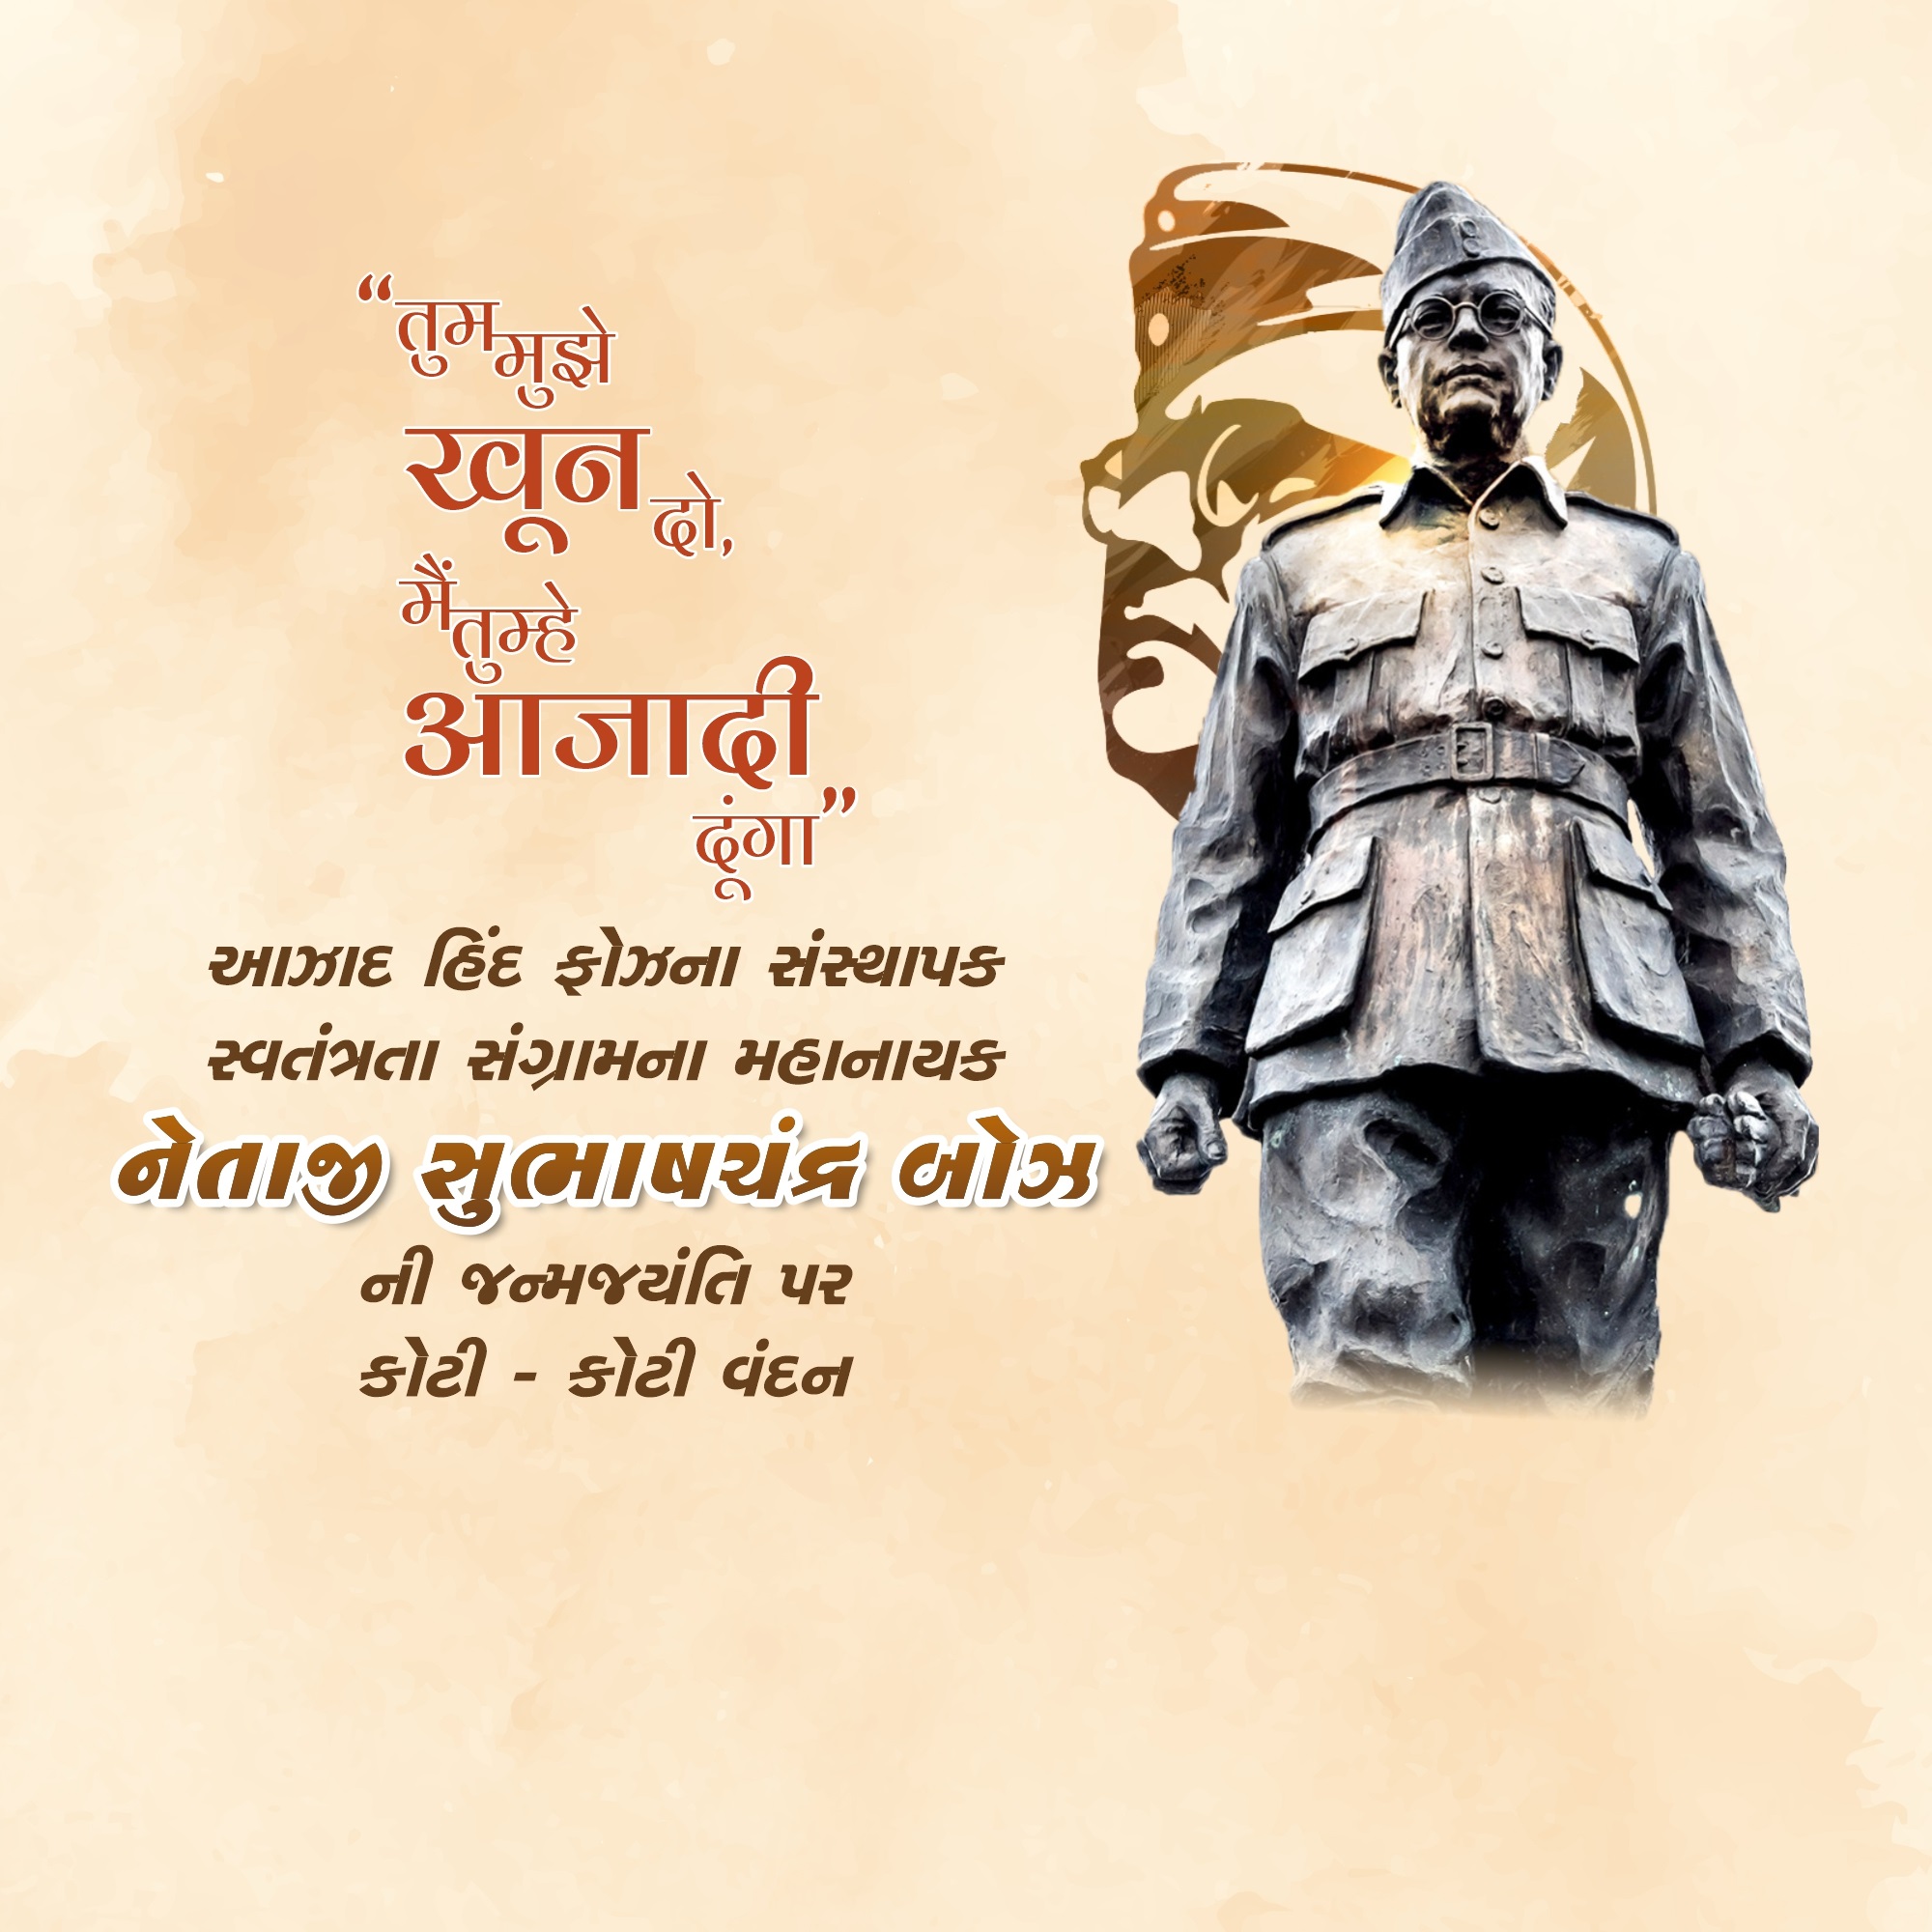 “तुम मुझे
खून दो,
मैं तुम्हे
आजादी
दूंगा”
આઝાદ હિંદ ફોઝના સંસ્થાપક
સ્વતંત્રતા સંગ્રામના મહાનાયક
નેતાજી સુભાષચંદ્ર બોઝ
ની જન્મજયંતિ પર
કોટી - કોટી વંદન